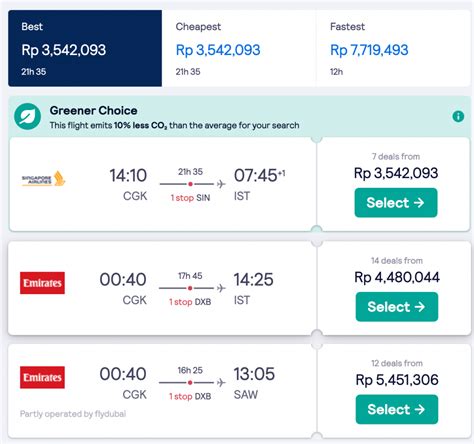 Best
Cheapest
Fastest
Rp 3,542,093
Rp 3,542,093
Rp 7,719,493
21h 35
21h 35
12h
Greener Choice
This flight emits 10% less CO₂ than the average for your search
SINGAPORE AIRLINES
14:10
CGK
21h 35
1 stop SIN
07:45+1
IST
7 deals from
Rp 3,542,093
Select →
Emirates
00:40
CGK
17h 45
1 stop DXB
14:25
IST
14 deals from
Rp 4,480,044
Select →
Emirates
00:40
CGK
16h 25
1 stop DXB
13:05
SAW
Partly operated by flydubai
12 deals from
Rp 5,451,306
Select →